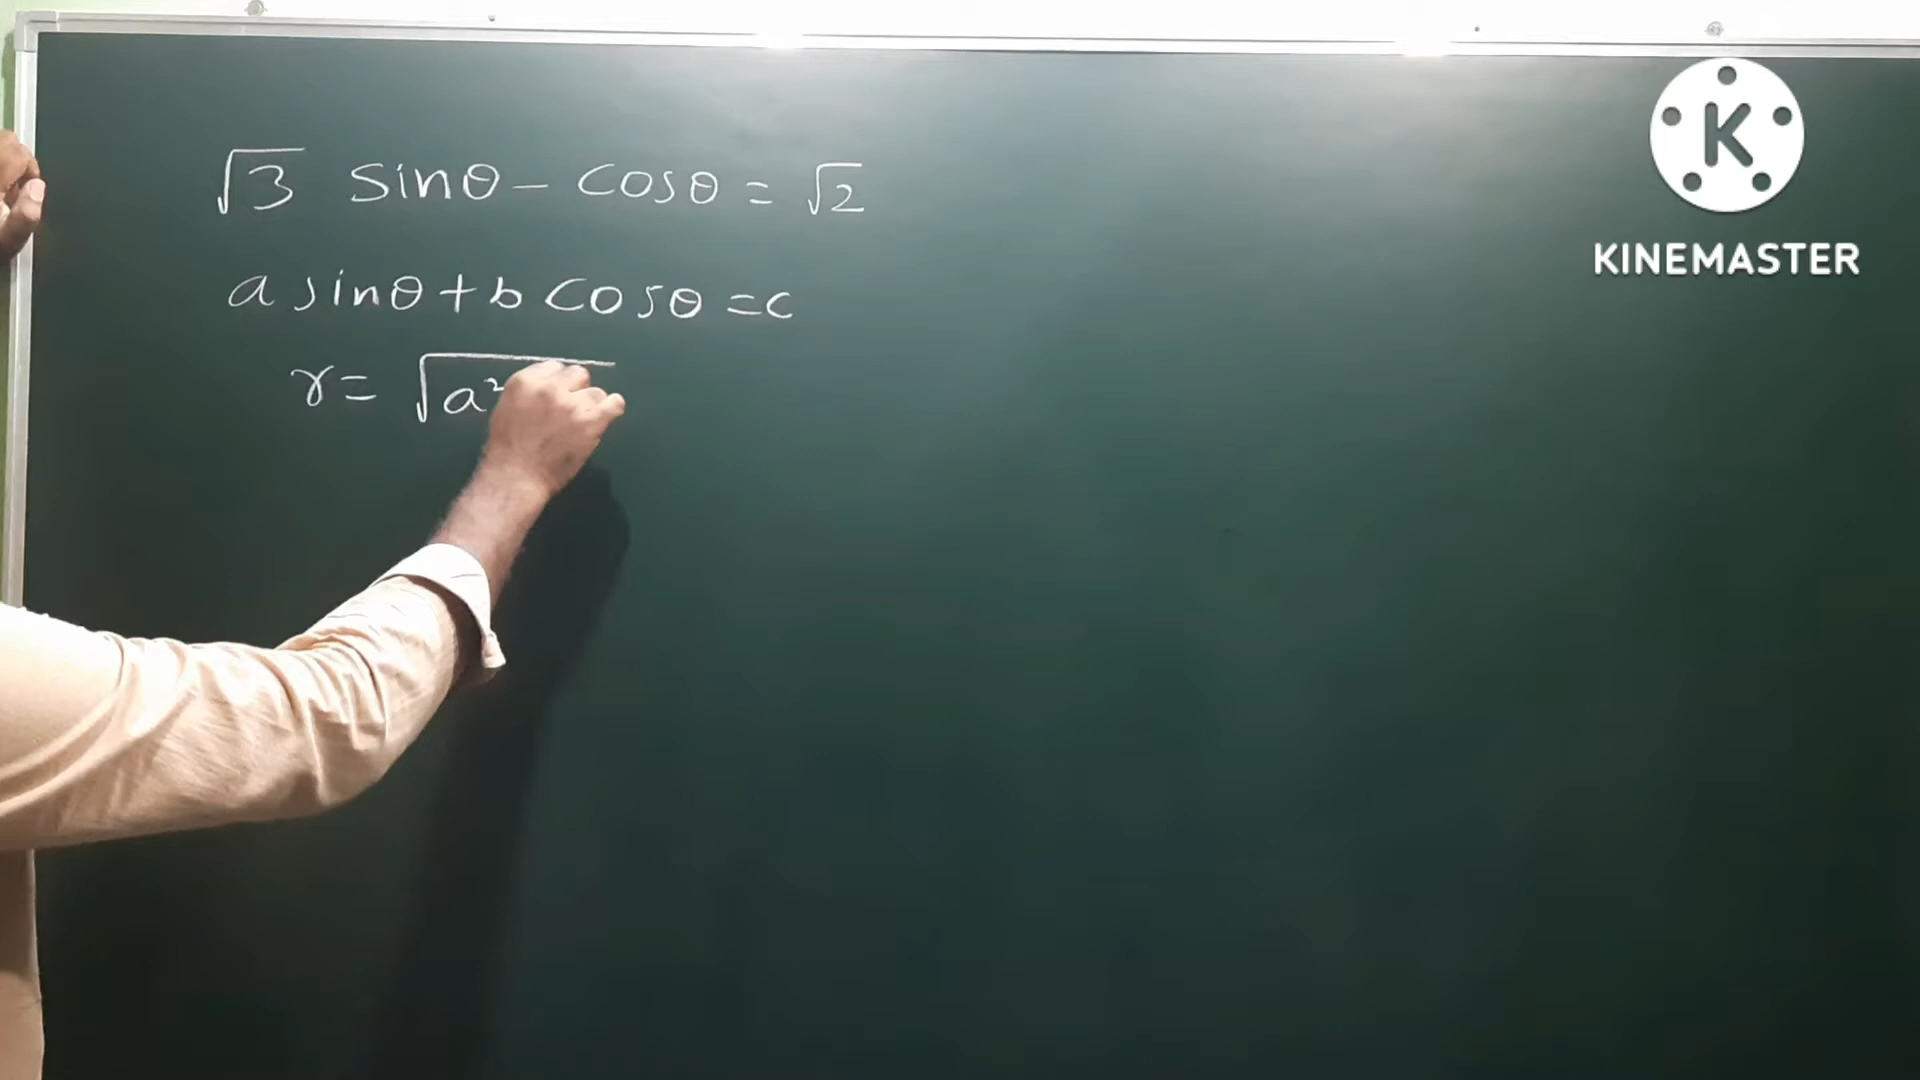 √3 sinθ - cosθ = √2
a sinθ + b cosθ = c
r = √a²
K
KINEMASTER